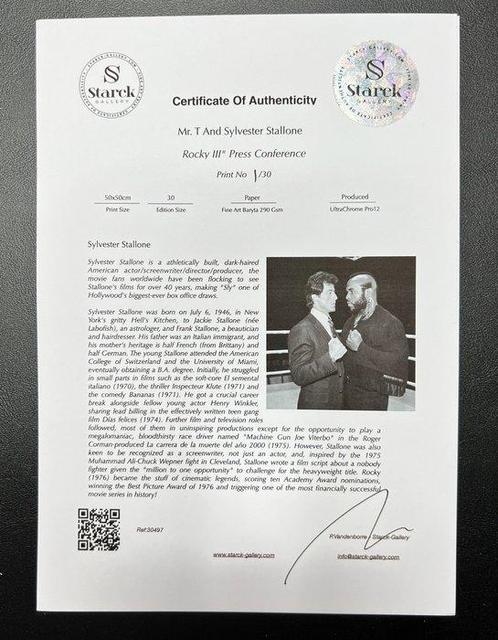 Starck
GALLERY
STARCK-GALLERY.COM
CERTIFICATE OF AUTHENTICITY
Starck
GALLERY
Certificate Of Authenticity
Mr. T And Sylvester Stallone
Rocky III" Press Conference
Print No 1/30
50x50cm 30 Paper Produced
Print Size Edition Size Fine Art Baryta 290 Gsm UltraChrome Pro12
Sylvester Stallone
Sylvester Stallone is a athletically built, dark-haired
American actor/screenwriter/director/producer, the
movie fans worldwide have been flocking to see
Stallone's films for over 40 years, making "Sly" one of
Hollywood's biggest-ever box office draws.
Sylvester Stallone was born on July 6, 1946, in
New York's gritty Hell's Kitchen, to Jackie Stallone (née
Labofish), an astrologer, and Frank Stallone, a beautician
and hairdresser. His father was an Italian immigrant, and
his mother's heritage is half French (from Brittany) and
half German. The young Stallone attended the American
College of Switzerland and the University of Miami,
eventually obtaining a B.A. degree. Initially, he struggled
in small parts in films such as the soft-core El semental
italiano (1970), the thriller Inspecteur Klute (1971) and
the comedy Bananas (1971). He got a crucial career
break alongside fellow young actor Henry Winkler,
sharing lead billing in the effectively written teen gang
film Días felices (1974). Further film and television roles
followed, most of them in uninspiring productions except for the opportunity to play a
megalomaniac, bloodthirsty race driver named "Machine Gun Joe Viterbo" in the Roger
Corman-produced La carrera de la muerte del año 2000 (1975). However, Stallone was also
keen to be recognized as a screenwriter, not just an actor, and, inspired by the 1975
Muhammad Ali-Chuck Wepner fight in Cleveland, Stallone wrote a film script about a nobody
fighter given the "million to one opportunity" to challenge for the heavyweight title. Rocky
(1976) became the stuff of cinematic legends, scoring ten Academy Award nominations,
winning the Best Picture Award of 1976 and triggering one of the most financially successful
movie series in history!
Ref:30497
P.Vandenborre - Starck-Gallery
www.starck-gallery.com info@starck-gallery.com